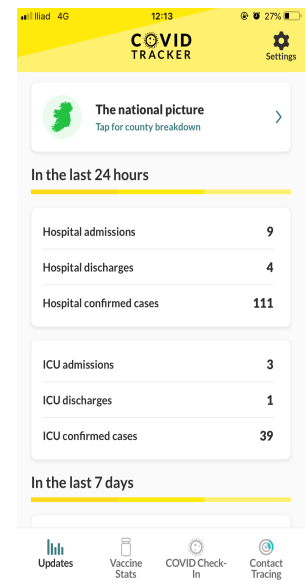 Iliad 4G 12:13 27%
COVID
TRACKER
Settings
The national picture
Tap for county breakdown
In the last 24 hours
Hospital admissions 9
Hospital discharges 4
Hospital confirmed cases 111
ICU admissions 3
ICU discharges 1
ICU confirmed cases 39
In the last 7 days
Updates
Vaccine
Stats
COVID Check-
In
Contact
Tracing